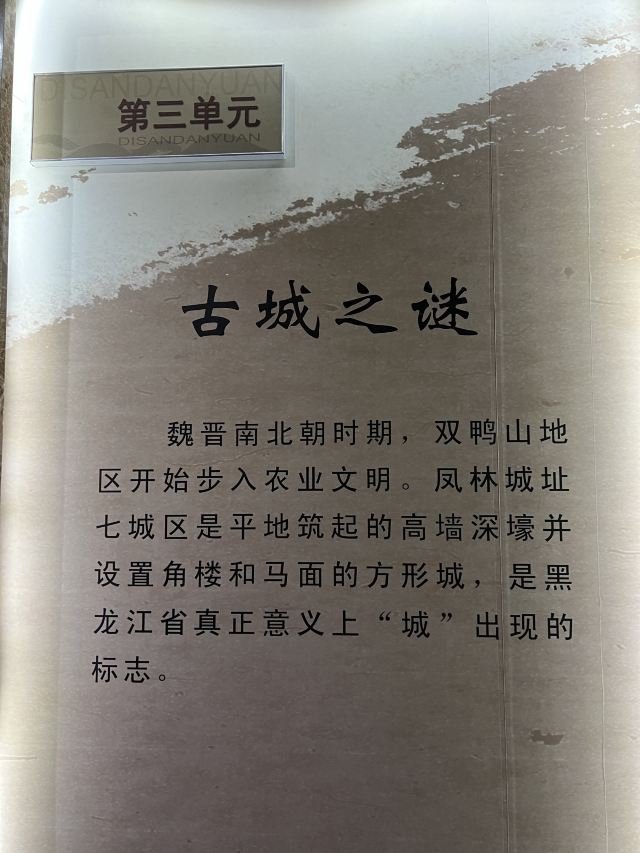 DISANDANYUAN
第三单元
DISANDANYUAN
古城之谜
魏晋南北朝时期，双鸭山地
区开始步入农业文明。凤林城址
七城区是平地筑起的高墙深壕并
设置角楼和马面的方形城，是黑
龙江省真正意义上“城”出现的
标志。